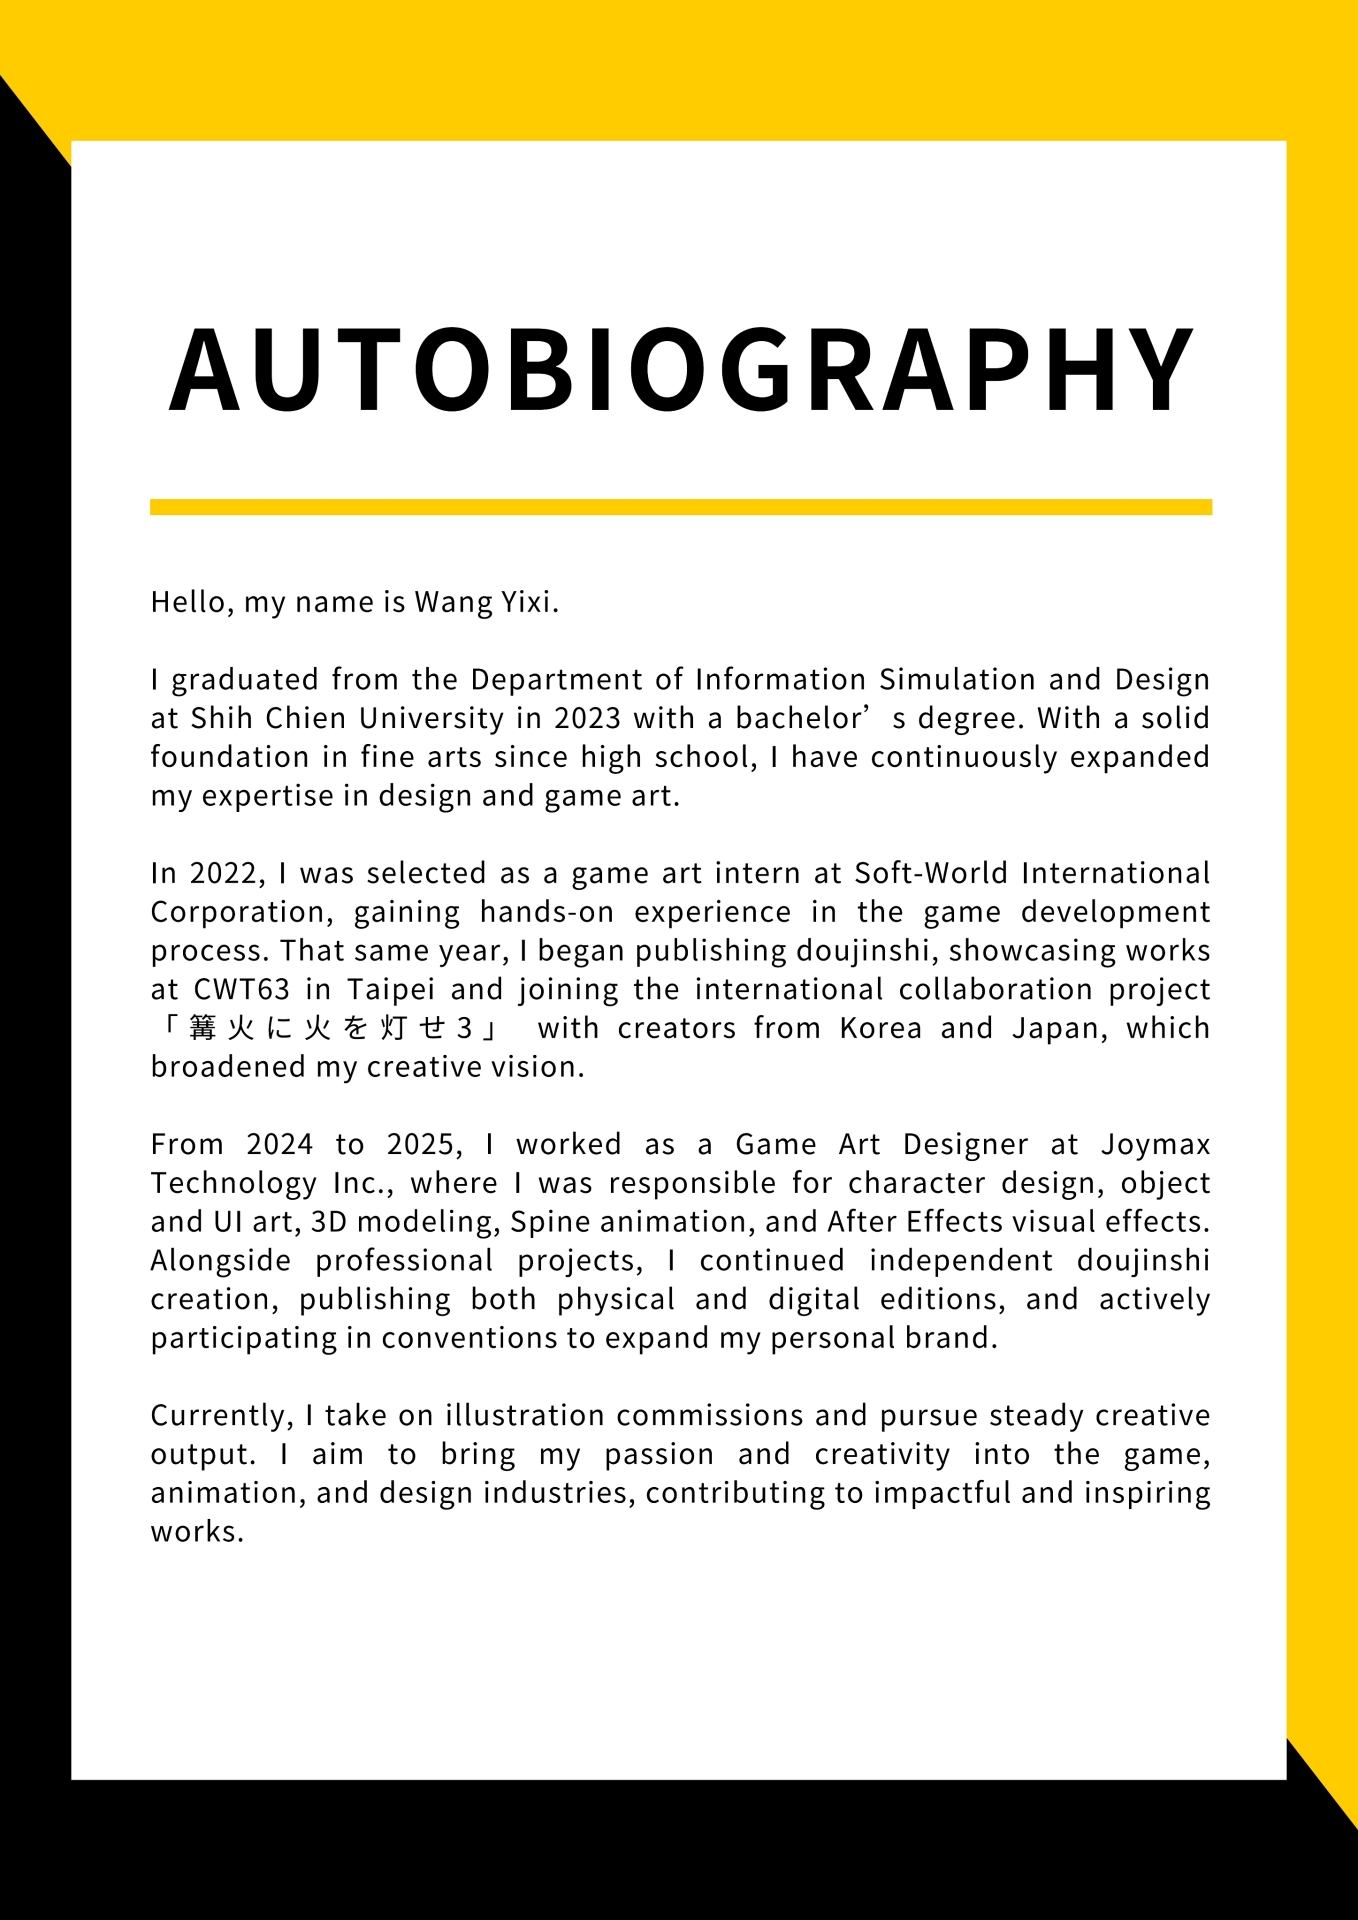 AUTOBIOGRAPHY
Hello, my name is Wang Yixi.
I graduated from the Department of Information Simulation and Design
at Shih Chien University in 2023 with a bachelor’s degree. With a solid
foundation in fine arts since high school, I have continuously expanded
my expertise in design and game art.
In 2022, I was selected as a game art intern at Soft-World International
Corporation, gaining hands-on experience in the game development
process. That same year, I began publishing doujinshi, showcasing works
at CWT63 in Taipei and joining the international collaboration project
「篝火に火を灯せ3」 with creators from Korea and Japan, which
broadened my creative vision.
From 2024 to 2025, I worked as a Game Art Designer at Joymax
Technology Inc., where I was responsible for character design, object
and UI art, 3D modeling, Spine animation, and After Effects visual effects.
Alongside professional projects, I continued independent doujinshi
creation, publishing both physical and digital editions, and actively
participating in conventions to expand my personal brand.
Currently, I take on illustration commissions and pursue steady creative
output. I aim to bring my passion and creativity into the game,
animation, and design industries, contributing to impactful and inspiring
works.